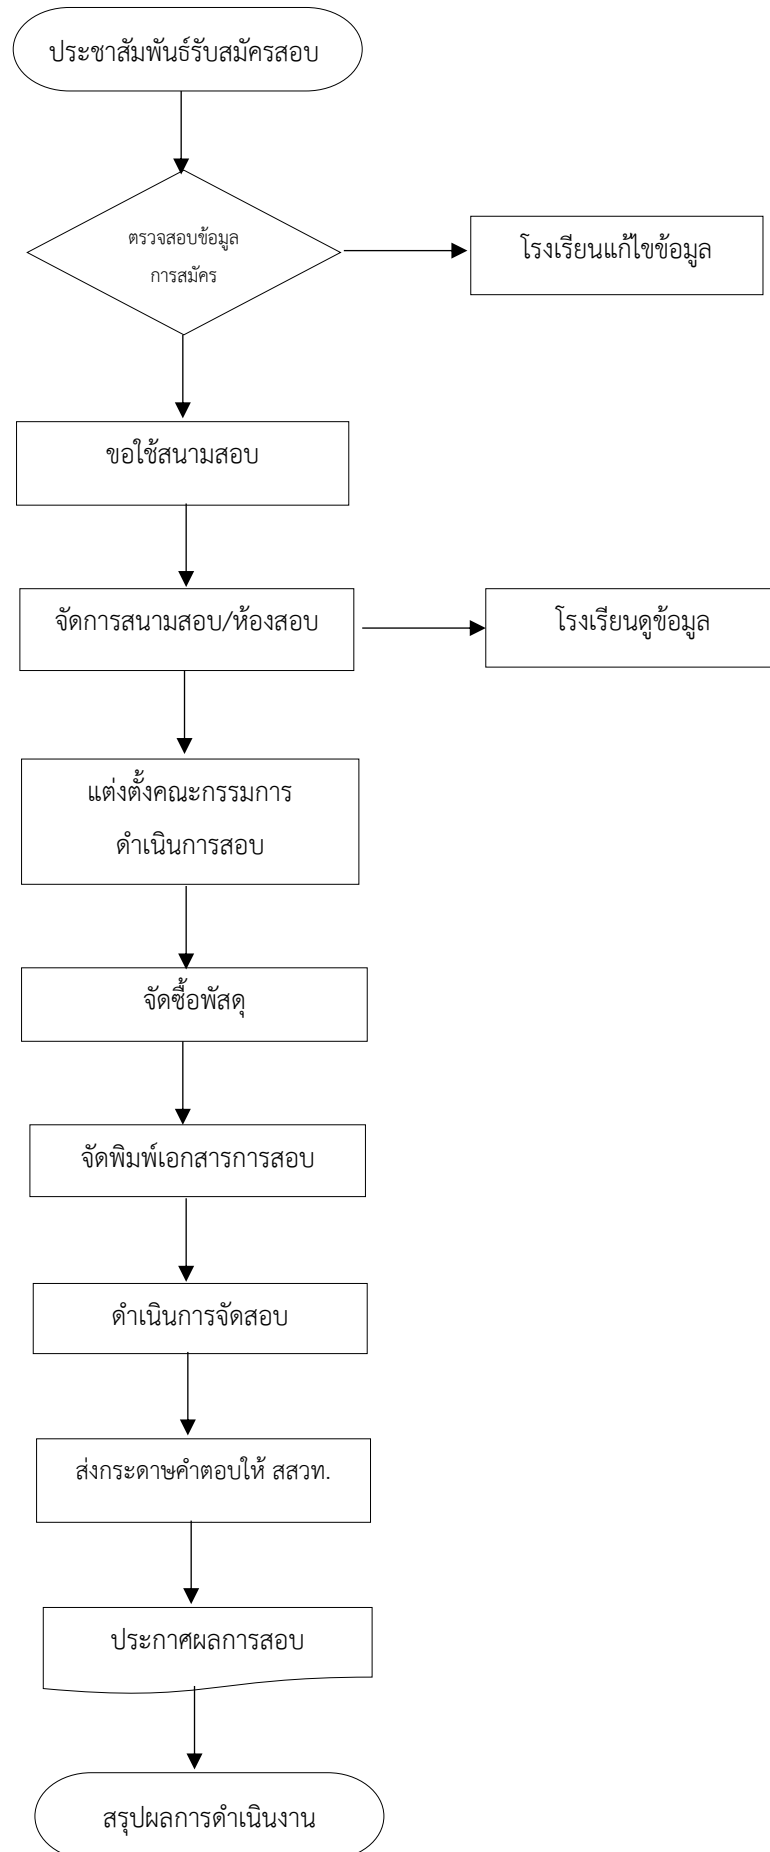 ประชาสัมพันธ์รับสมัครสอบ
ตรวจสอบข้อมูล
การสมัคร
โรงเรียนแก้ไขข้อมูล
ขอใช้สนามสอบ
จัดการสนามสอบ/ห้องสอบ
โรงเรียนดูข้อมูล
แต่งตั้งคณะกรรมการ
ดำเนินการสอบ
จัดซื้อพัสดุ
จัดพิมพ์เอกสารการสอบ
ดำเนินการจัดสอบ
ส่งกระดาษคำตอบให้ สสวท.
ประกาศผลการสอบ
สรุปผลการดำเนินงาน